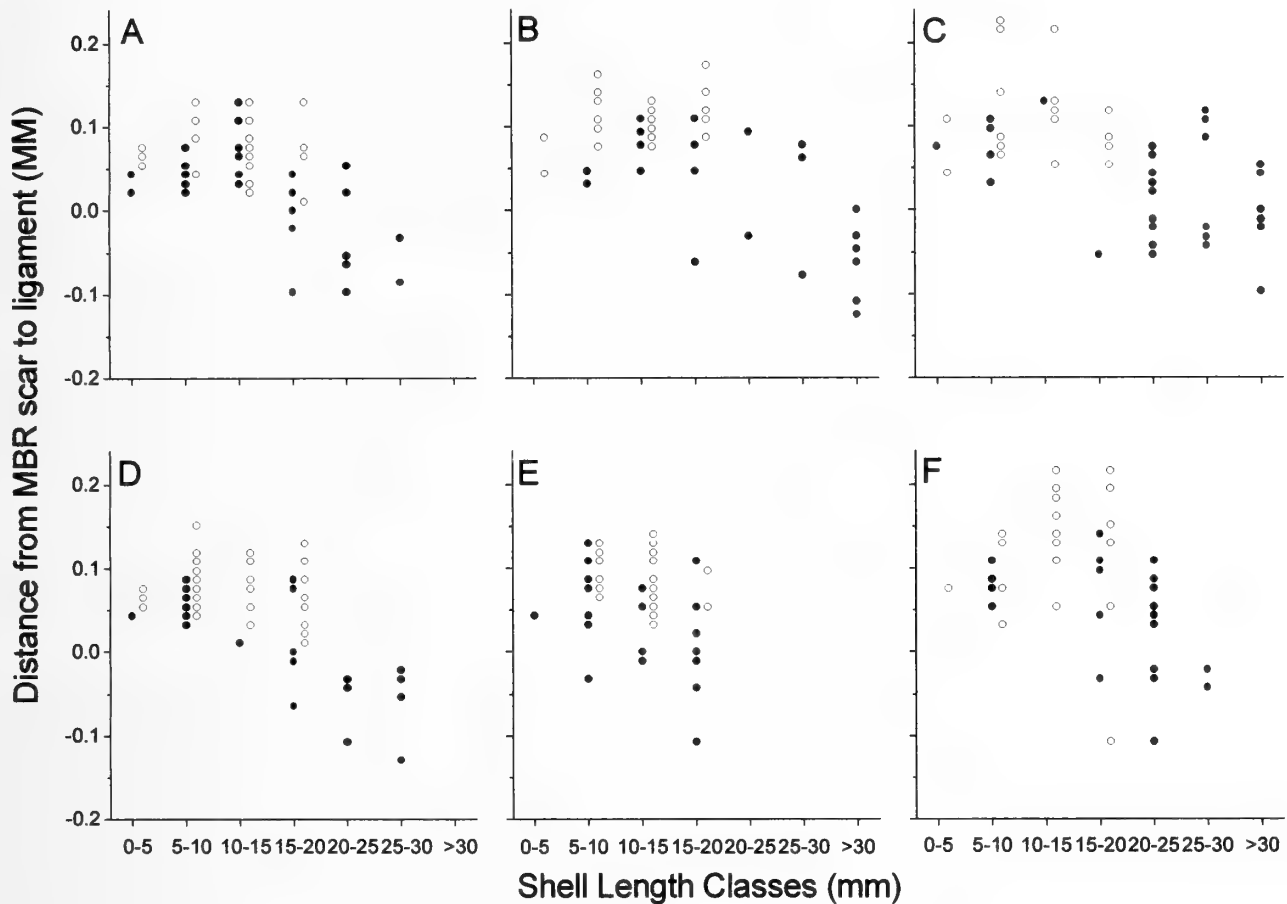 Distance from MBR scar to ligament (MM)
A
B
C
0.2
0.1
0.0
-0.1
-0.2
D
E
F
0.2
0.1
0.0
-0.1
-0.2
0-5 5-10 10-15 15-20 20-25 25-30 >30
0-5 5-10 10-15 15-20 20-25 25-30 >30
0-5 5-10 10-15 15-20 20-25 25-30 >30
Shell Length Classes (mm)